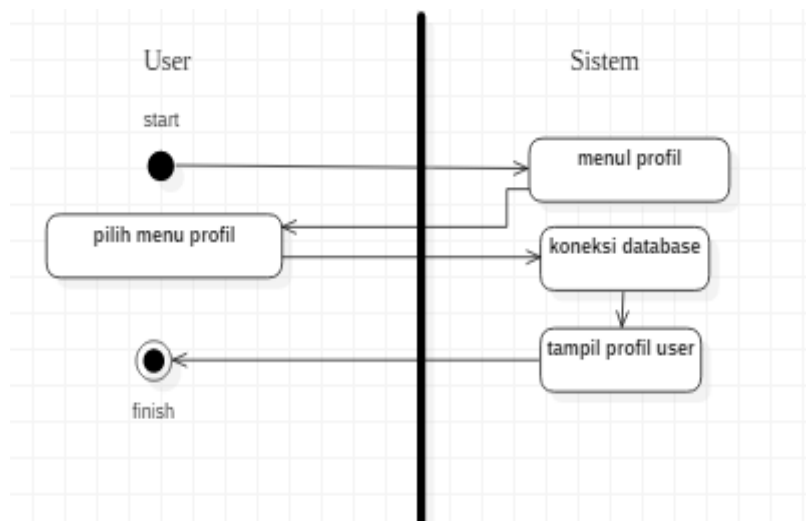 User
Sistem
start
menul profil
pilih menu profil
koneksi database
tampil profil user
finish